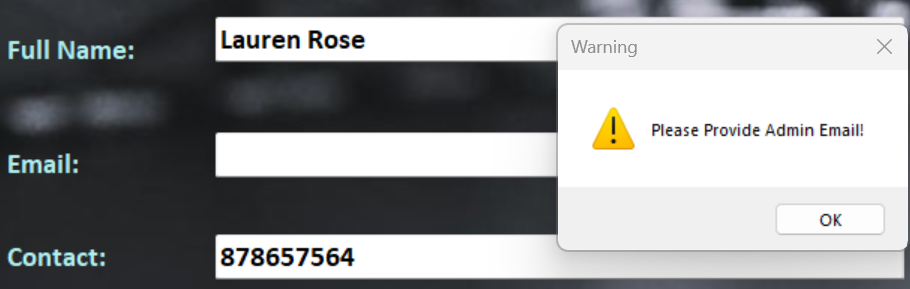 Full Name:
Lauren Rose
Warning
Please Provide Admin Email!
OK
Email:
Contact:
878657564